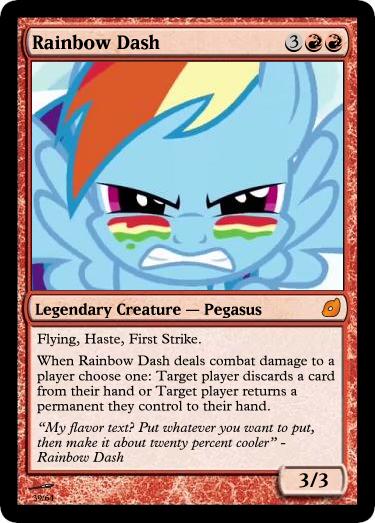 Rainbow Dash 3
Legendary Creature — Pegasus
Flying, Haste, First Strike.
When Rainbow Dash deals combat damage to a
player choose one: Target player discards a card
from their hand or Target player returns a
permanent they control to their hand.
“My flavor text? Put whatever you want to put,
then make it about twenty percent cooler” -
Rainbow Dash
3/3
39/64